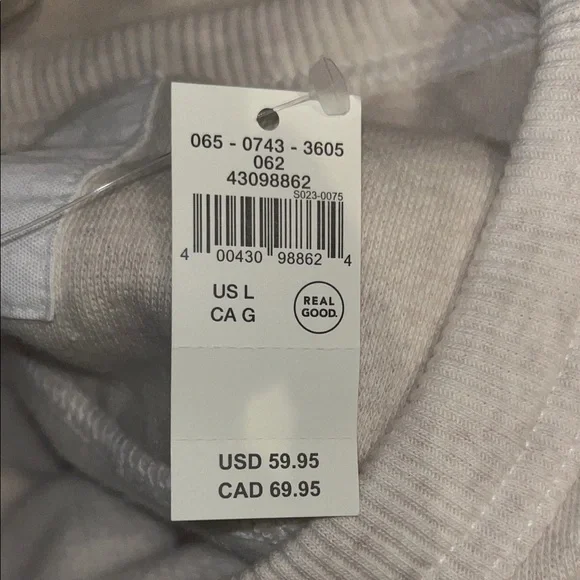 065 - 0743 - 3605
062
43098862
S023-0075
4 00430 98862 4
US L
CA G
REAL
GOOD.
USD 59.95
CAD 69.95